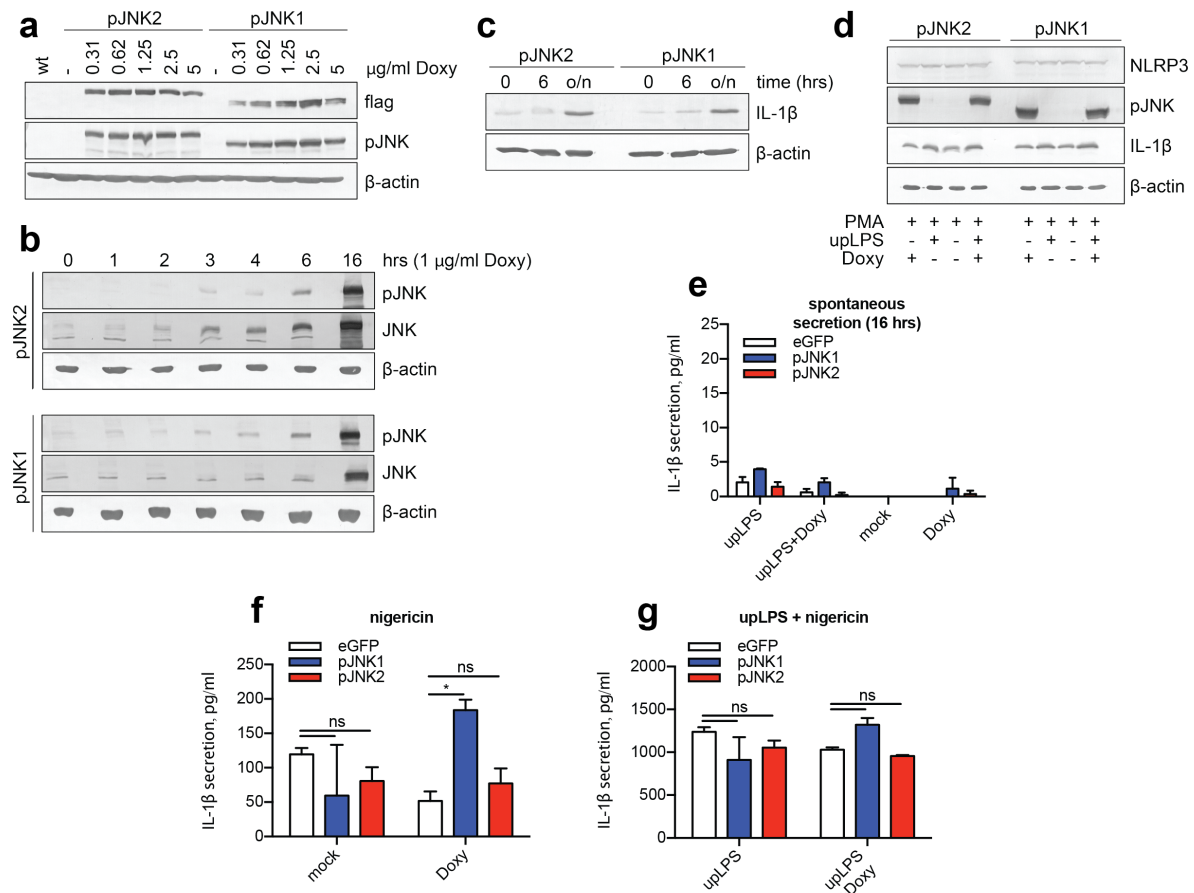 a
pJNK2 pJNK1
wt - 0.31 0.62 1.25 2.5 5 - 0.31 0.62 1.25 2.5 5 µg/ml Doxy
flag
pJNK
β-actin
b
0 1 2 3 4 6 16 hrs (1 µg/ml Doxy)
pJNK2
pJNK
JNK
β-actin
pJNK1
pJNK
JNK
β-actin
c
pJNK2 pJNK1
0 6 o/n 0 6 o/n time (hrs)
IL-1β
β-actin
d
pJNK2 pJNK1
NLRP3
pJNK
IL-1β
β-actin
PMA + + + + + + + +
upLPS - + - + - + - +
Doxy + - - + + - - +
e
spontaneous
secretion (16 hrs)
eGFP
pJNK1
pJNK2
IL-1β secretion, pg/ml
25
20
15
10
5
0
upLPS
upLPS+Doxy
mock
Doxy
f
nigericin
eGFP
pJNK1
pJNK2
IL-1β secretion, pg/ml
250
200
150
100
50
0
ns
ns
*
mock
Doxy
g
upLPS + nigericin
eGFP
pJNK1
pJNK2
IL-1β secretion, pg/ml
2000
1500
1000
500
0
ns
ns
upLPS
upLPS
Doxy